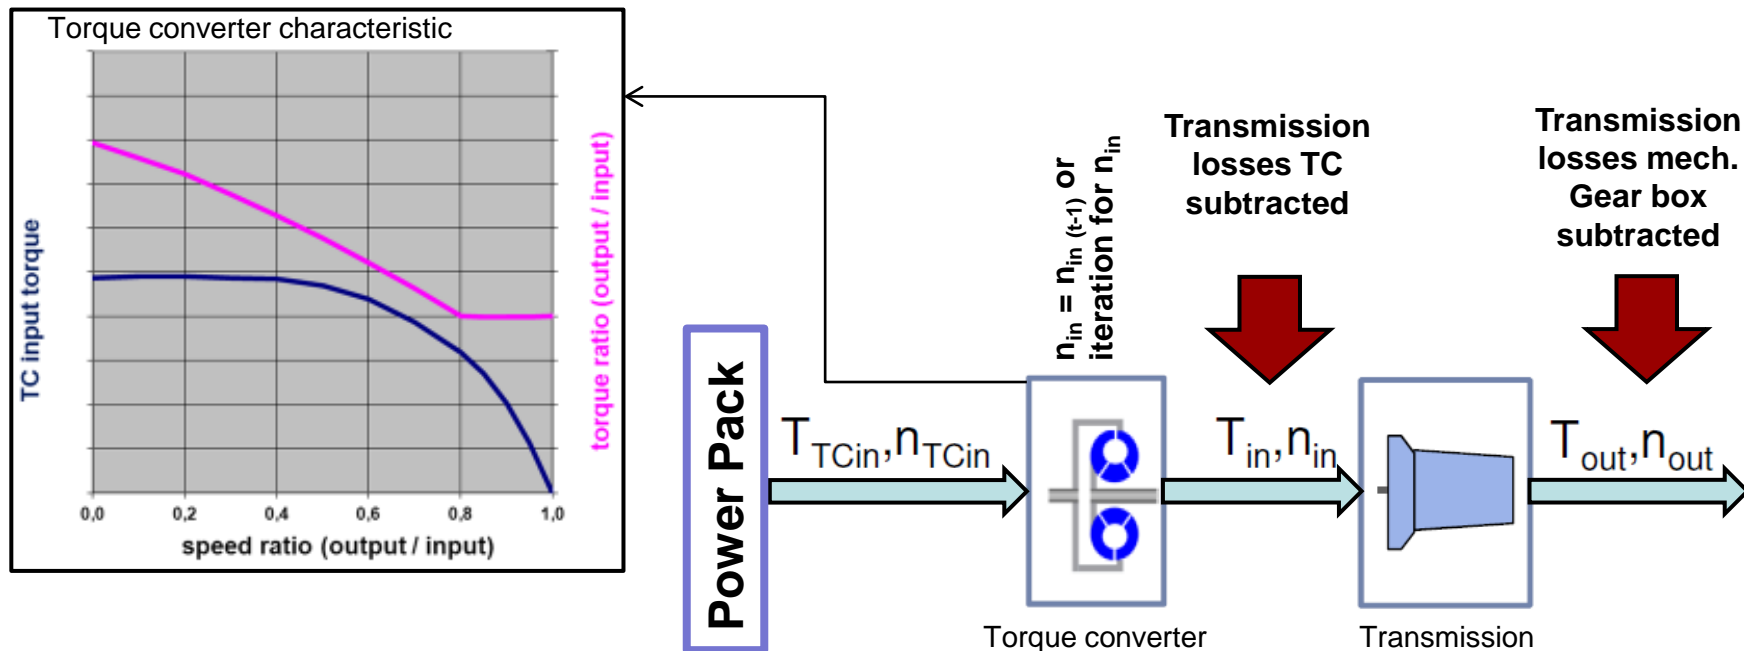 Torque converter characteristic
TC input torque
torque ratio (output / input)
0,0 0,2 0,4 0,6 0,8 1,0
speed ratio (output / input)
Power Pack
T_TCin,n_TCin
n_in = n_in (t-1) or
iteration for n_in
Torque converter
Transmission
losses TC
subtracted
T_in,n_in
Transmission
Transmission
losses mech.
Gear box
subtracted
T_out,n_out